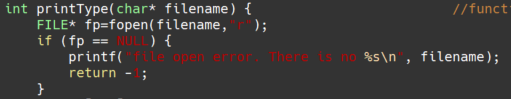 int printType(char* filename) { //functi
FILE* fp=fopen(filename,"r");
if (fp == NULL) {
printf("file open error. There is no %s\n", filename);
return -1;
}